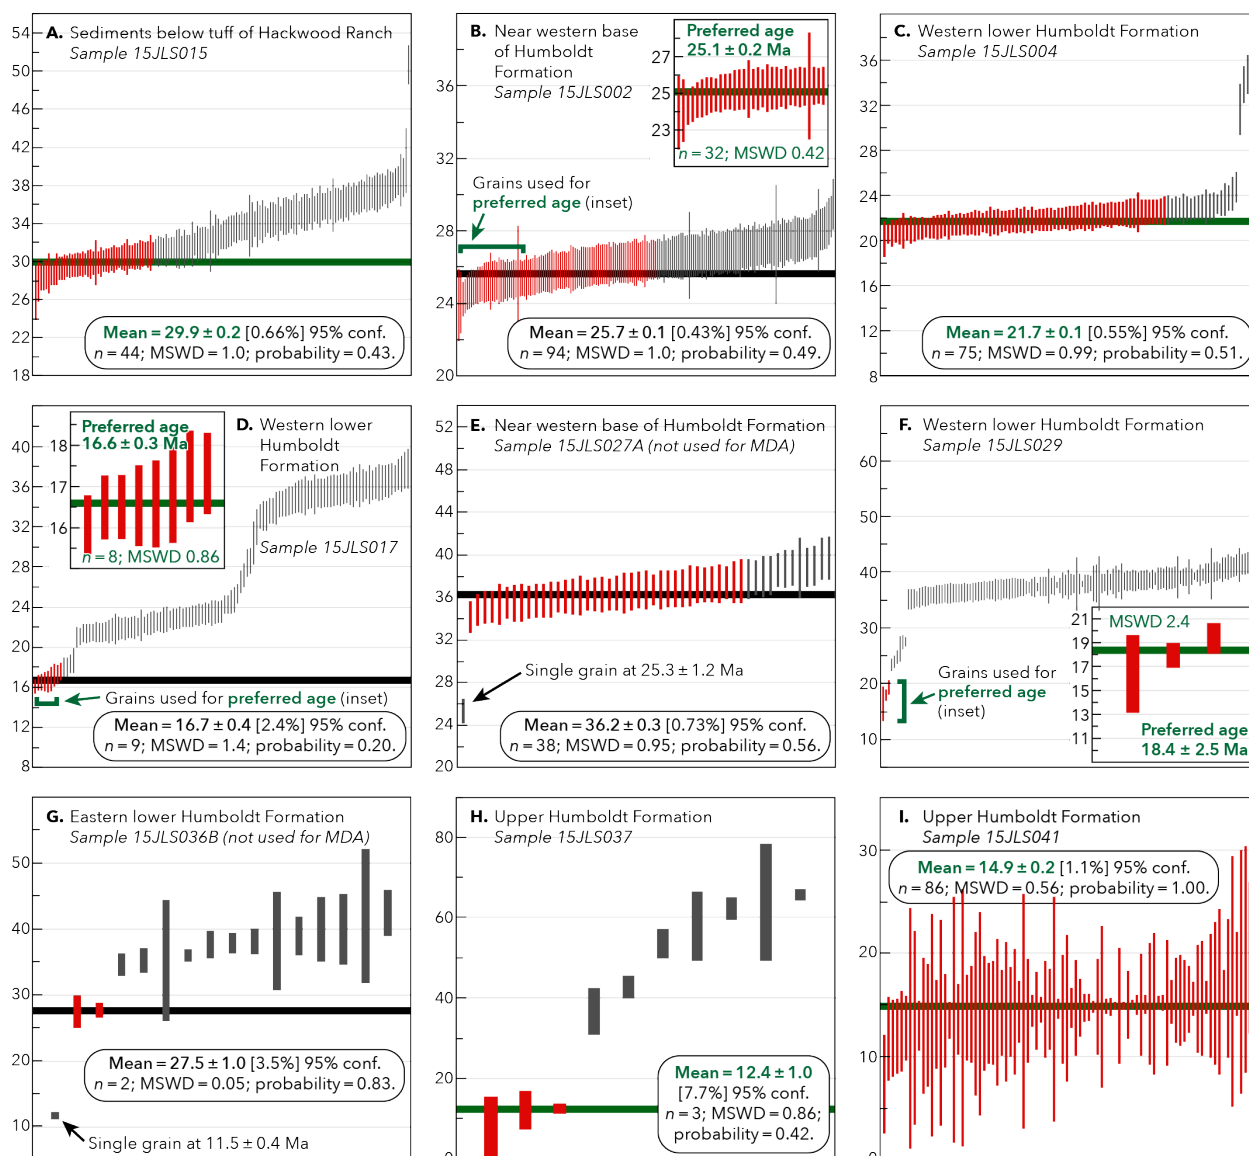 A. Sediments below tuff of Hackwood Ranch
Sample 15JLS015
54
50
46
42
38
34
30
26
22
18
Mean = 29.9 ± 0.2 [0.66%] 95% conf.
n = 44; MSWD = 1.0; probability = 0.43.
B. Near western base
of Humboldt
Formation
Sample 15JLS002
Preferred age
25.1 ± 0.2 Ma
27
25
23
n = 32; MSWD 0.42
36
32
28
24
20
Grains used for
preferred age (inset)
Mean = 25.7 ± 0.1 [0.43%] 95% conf.
n = 94; MSWD = 1.0; probability = 0.49.
C. Western lower Humboldt Formation
Sample 15JLS004
36
32
28
24
20
16
12
8
Mean = 21.7 ± 0.1 [0.55%] 95% conf.
n = 75; MSWD = 0.99; probability = 0.51.
D. Western lower
Humboldt
Formation
Sample 15JLS017
Preferred age
16.6 ± 0.3 Ma
18
17
16
n = 8; MSWD 0.86
40
36
32
28
24
20
16
12
8
Grains used for preferred age (inset)
Mean = 16.7 ± 0.4 [2.4%] 95% conf.
n = 9; MSWD = 1.4; probability = 0.20.
E. Near western base of Humboldt Formation
Sample 15JLS027A (not used for MDA)
52
48
44
40
36
32
28
24
20
Single grain at 25.3 ± 1.2 Ma
Mean = 36.2 ± 0.3 [0.73%] 95% conf.
n = 38; MSWD = 0.95; probability = 0.56.
F. Western lower Humboldt Formation
Sample 15JLS029
60
50
40
30
20
10
Grains used for
preferred age
(inset)
MSWD 2.4
21
19
17
15
13
11
Preferred age
18.4 ± 2.5 Ma
G. Eastern lower Humboldt Formation
Sample 15JLS036B (not used for MDA)
50
40
30
20
10
Mean = 27.5 ± 1.0 [3.5%] 95% conf.
n = 2; MSWD = 0.05; probability = 0.83.
Single grain at 11.5 ± 0.4 Ma
H. Upper Humboldt Formation
Sample 15JLS037
80
60
40
20
0
Mean = 12.4 ± 1.0
[7.7%] 95% conf.
n = 3; MSWD = 0.86;
probability = 0.42.
I. Upper Humboldt Formation
Sample 15JLS041
Mean = 14.9 ± 0.2 [1.1%] 95% conf.
n = 86; MSWD = 0.56; probability = 1.00.
30
20
10
0